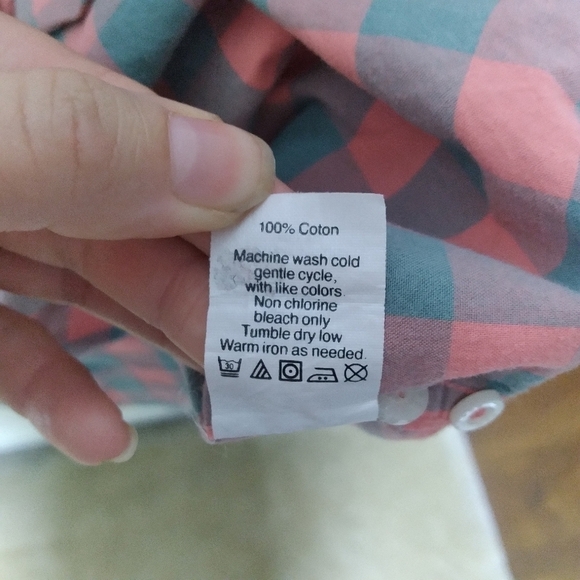 100% Coton
Machine wash cold
gentle cycle,
with like colors.
Non chlorine
bleach only
Tumble dry low
Warm iron as needed.
30